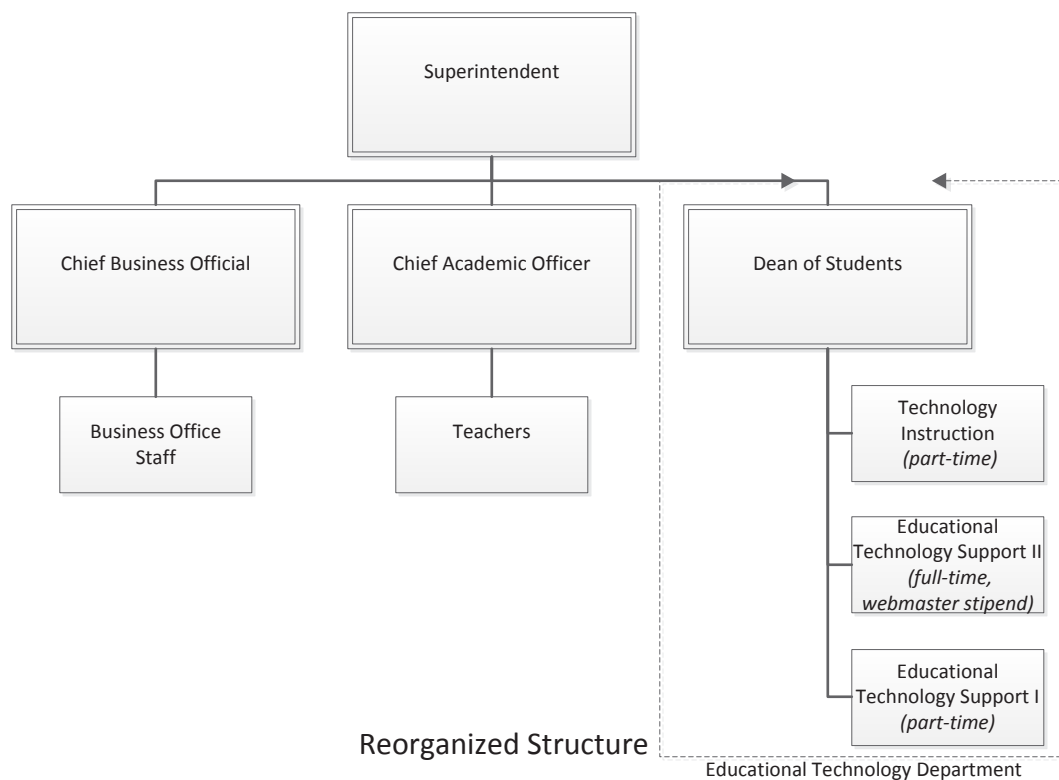 Superintendent
Chief Business Official
Chief Academic Officer
Dean of Students
Business Office
Staff
Teachers
Technology
Instruction
(part-time)
Educational
Technology Support II
(full-time,
webmaster stipend)
Educational
Technology Support I
(part-time)
Reorganized Structure
Educational Technology Department